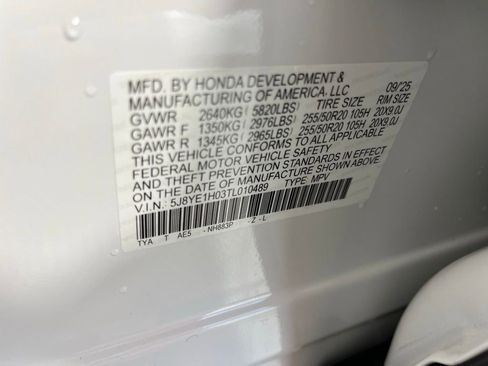 MFD. BY HONDA DEVELOPMENT &
MANUFACTURING OF AMERICA, LLC 09/25
GVWR 2640KG ( 5820LBS) TIRE SIZE RIM SIZE
GAWR F 1350KG ( 2976LBS) 255/50R20 105H 20X9.0J
GAWR R 1345KG ( 2965LBS) 255/50R20 105H 20X9.0J
THIS VEHICLE CONFORMS TO ALL APPLICABLE
FEDERAL MOTOR VEHICLE SAFETY
AND THEFT PREVENTION STANDARDS IN EFFECT
ON THE DATE OF MANUFACTURE SHOWN ABOVE.
V.I.N.: 5J8YE1H03TL010489 TYPE: MPV
TYA T AE5 -NH883P -Z-L